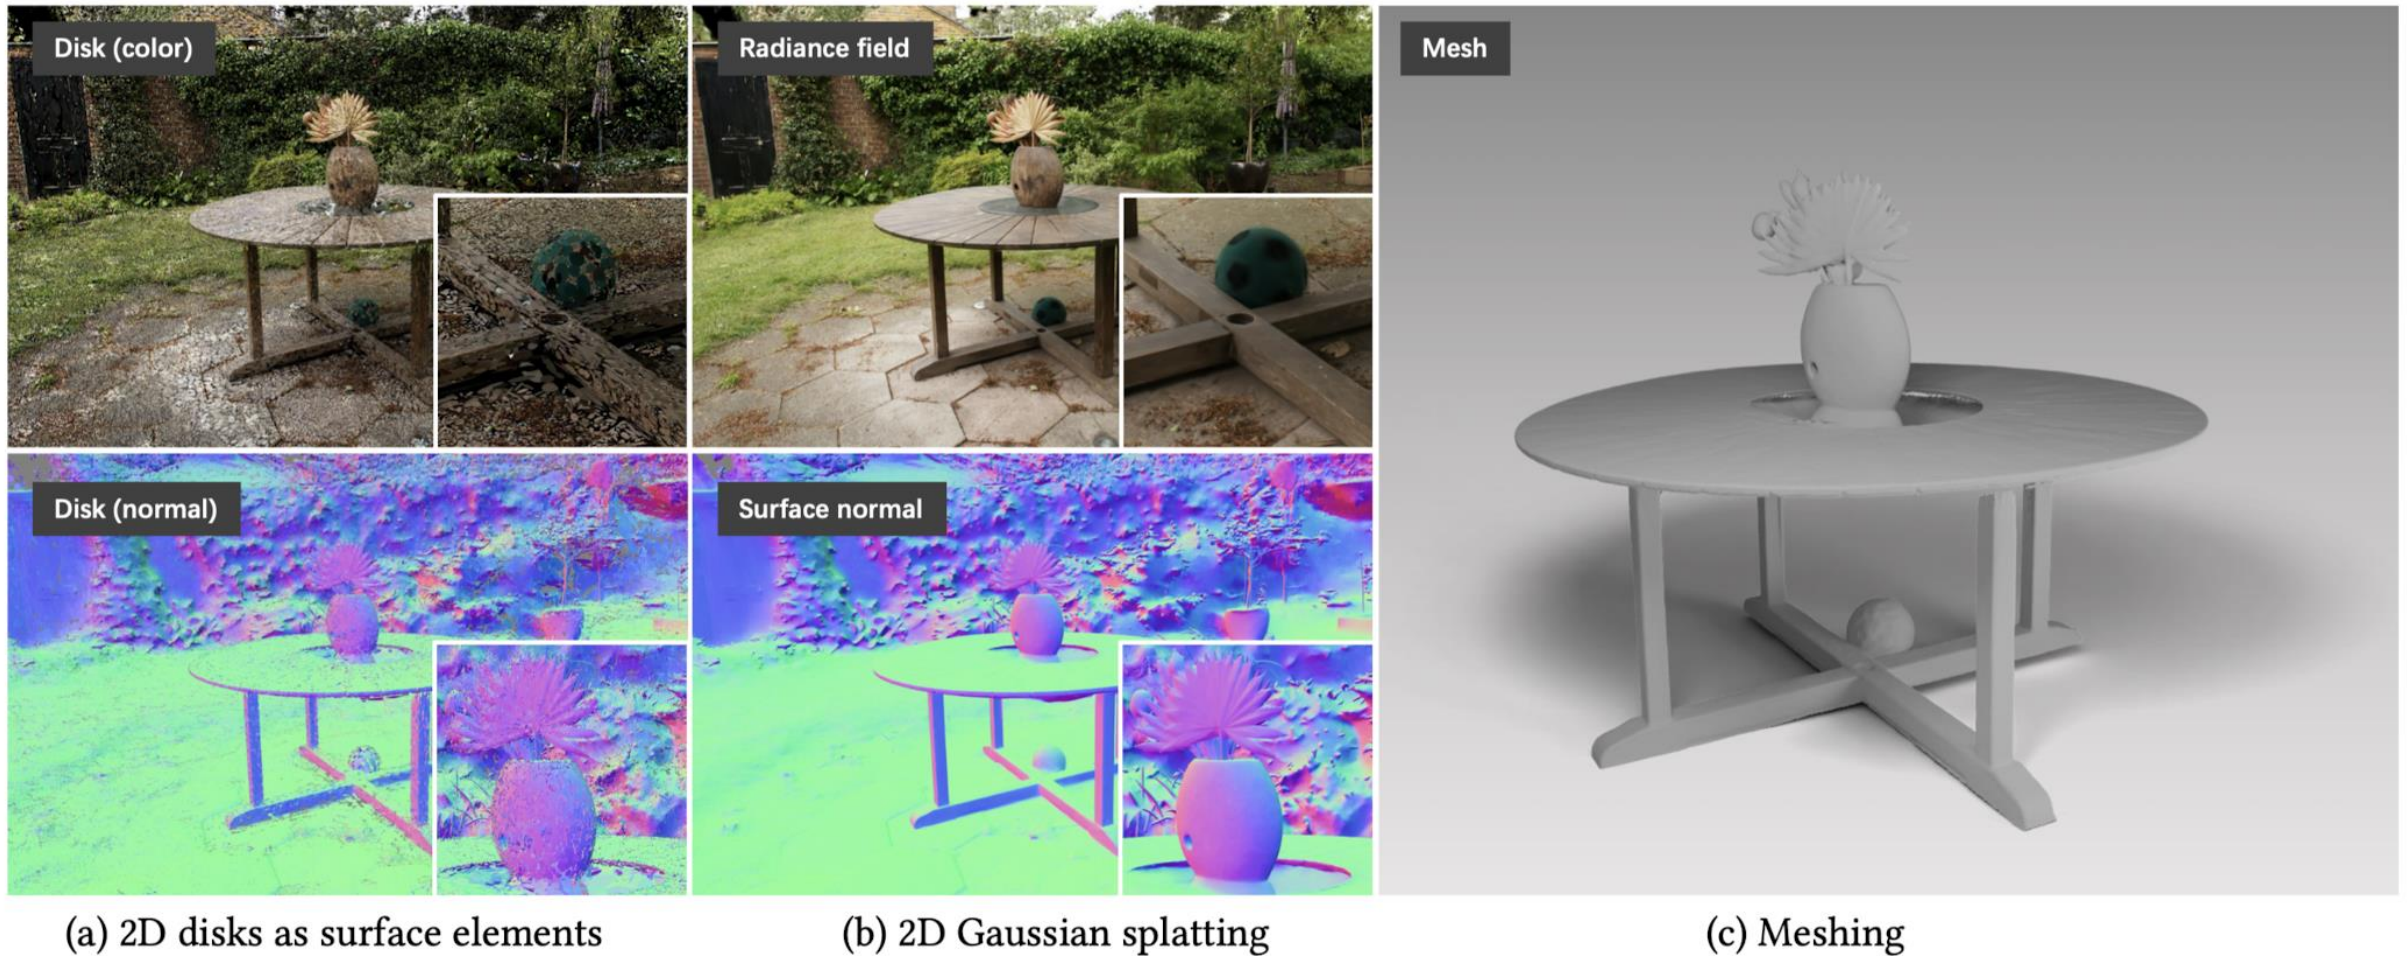 Disk (color)
Radiance field
Mesh
Disk (normal)
Surface normal
(a) 2D disks as surface elements
(b) 2D Gaussian splatting
(c) Meshing